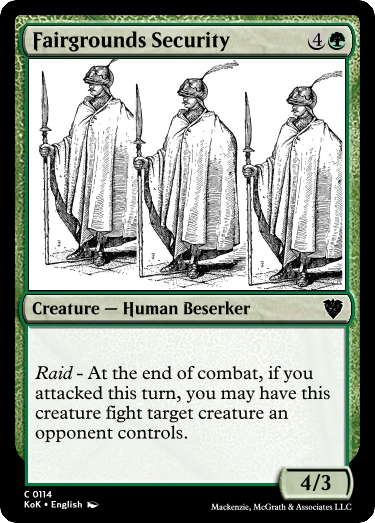 Fairgrounds Security 4
Creature — Human Beserker
Raid - At the end of combat, if you
attacked this turn, you may have this
creature fight target creature an
opponent controls.
4/3
C 0114
KoK • English
Mackenzie, McGrath & Associates LLC